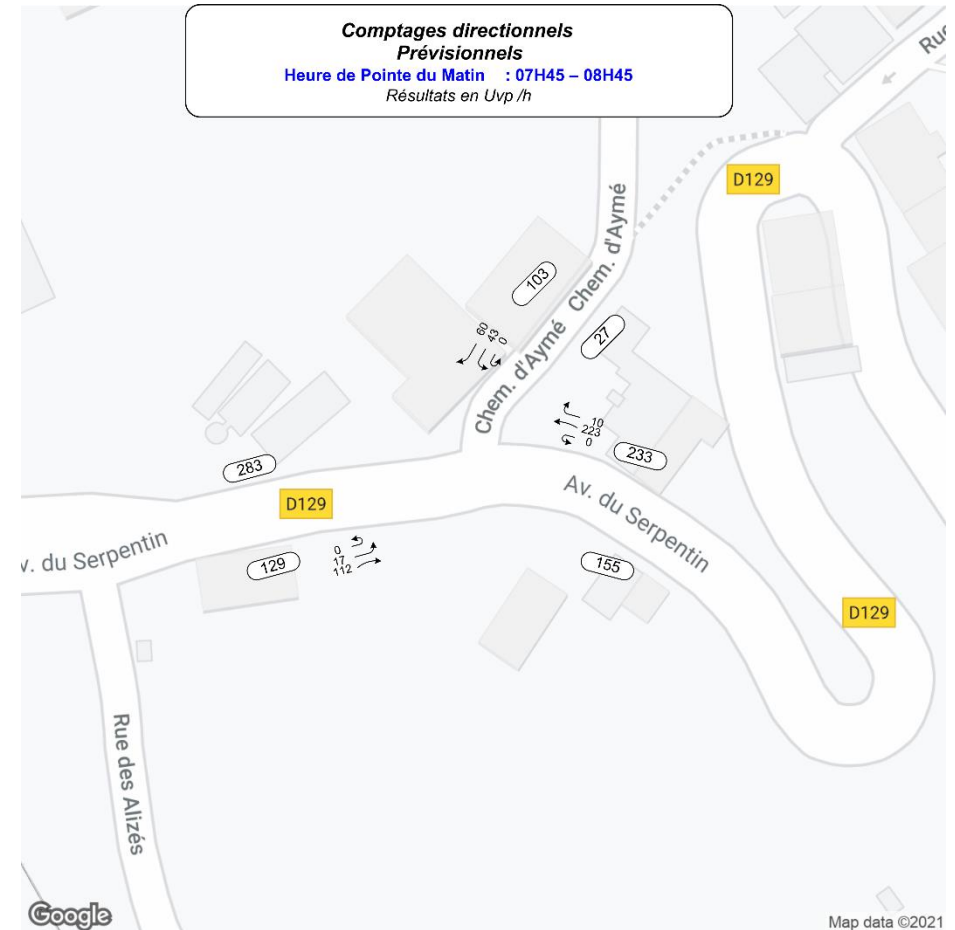 Comptages directionnels
Prévisionnels
Heure de Pointe du Matin : 07H45 – 08H45
Résultats en Uvp /h
Rue
D129
Chem. d'Aymé
103
Chem. d'Aymé
27
60
43
0
10
223
0
233
283
D129
Av. du Serpentin
v. du Serpentin
0
17
112
129
155
D129
Rue des Alizés
Google
Map data ©2021